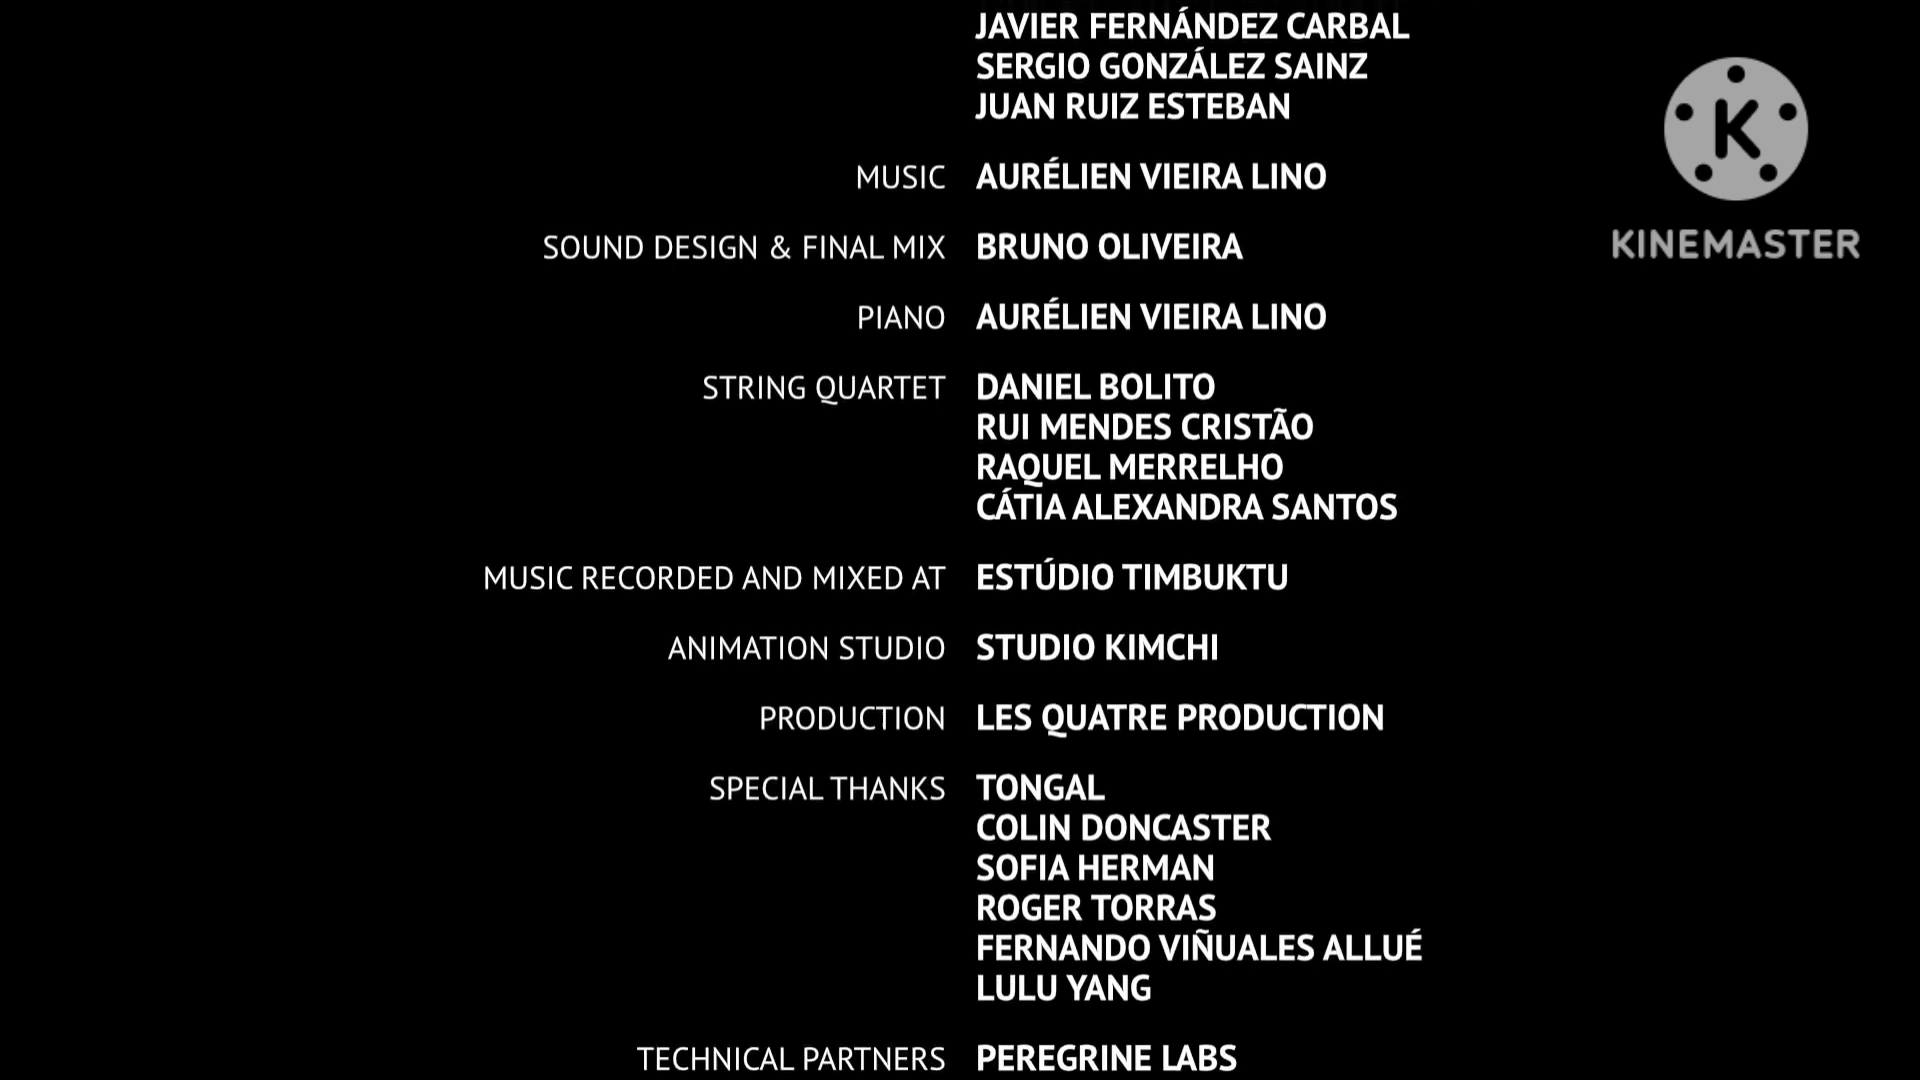 JAVIER FERNÁNDEZ CARBAL
SERGIO GONZÁLEZ SAINZ
JUAN RUIZ ESTEBAN
MUSIC AURÉLIEN VIEIRA LINO
SOUND DESIGN & FINAL MIX BRUNO OLIVEIRA
PIANO AURÉLIEN VIEIRA LINO
STRING QUARTET DANIEL BOLITO
RUI MENDES CRISTÃO
RAQUEL MERRELHO
CÁTIA ALEXANDRA SANTOS
MUSIC RECORDED AND MIXED AT ESTÚDIO TIMBUKTU
ANIMATION STUDIO STUDIO KIMCHI
PRODUCTION LES QUATRE PRODUCTION
SPECIAL THANKS TONGAL
COLIN DONCASTER
SOFIA HERMAN
ROGER TORRAS
FERNANDO VIÑUALES ALLUÉ
LULU YANG
TECHNICAL PARTNERS PEREGRINE LABS
K
KINEMASTER